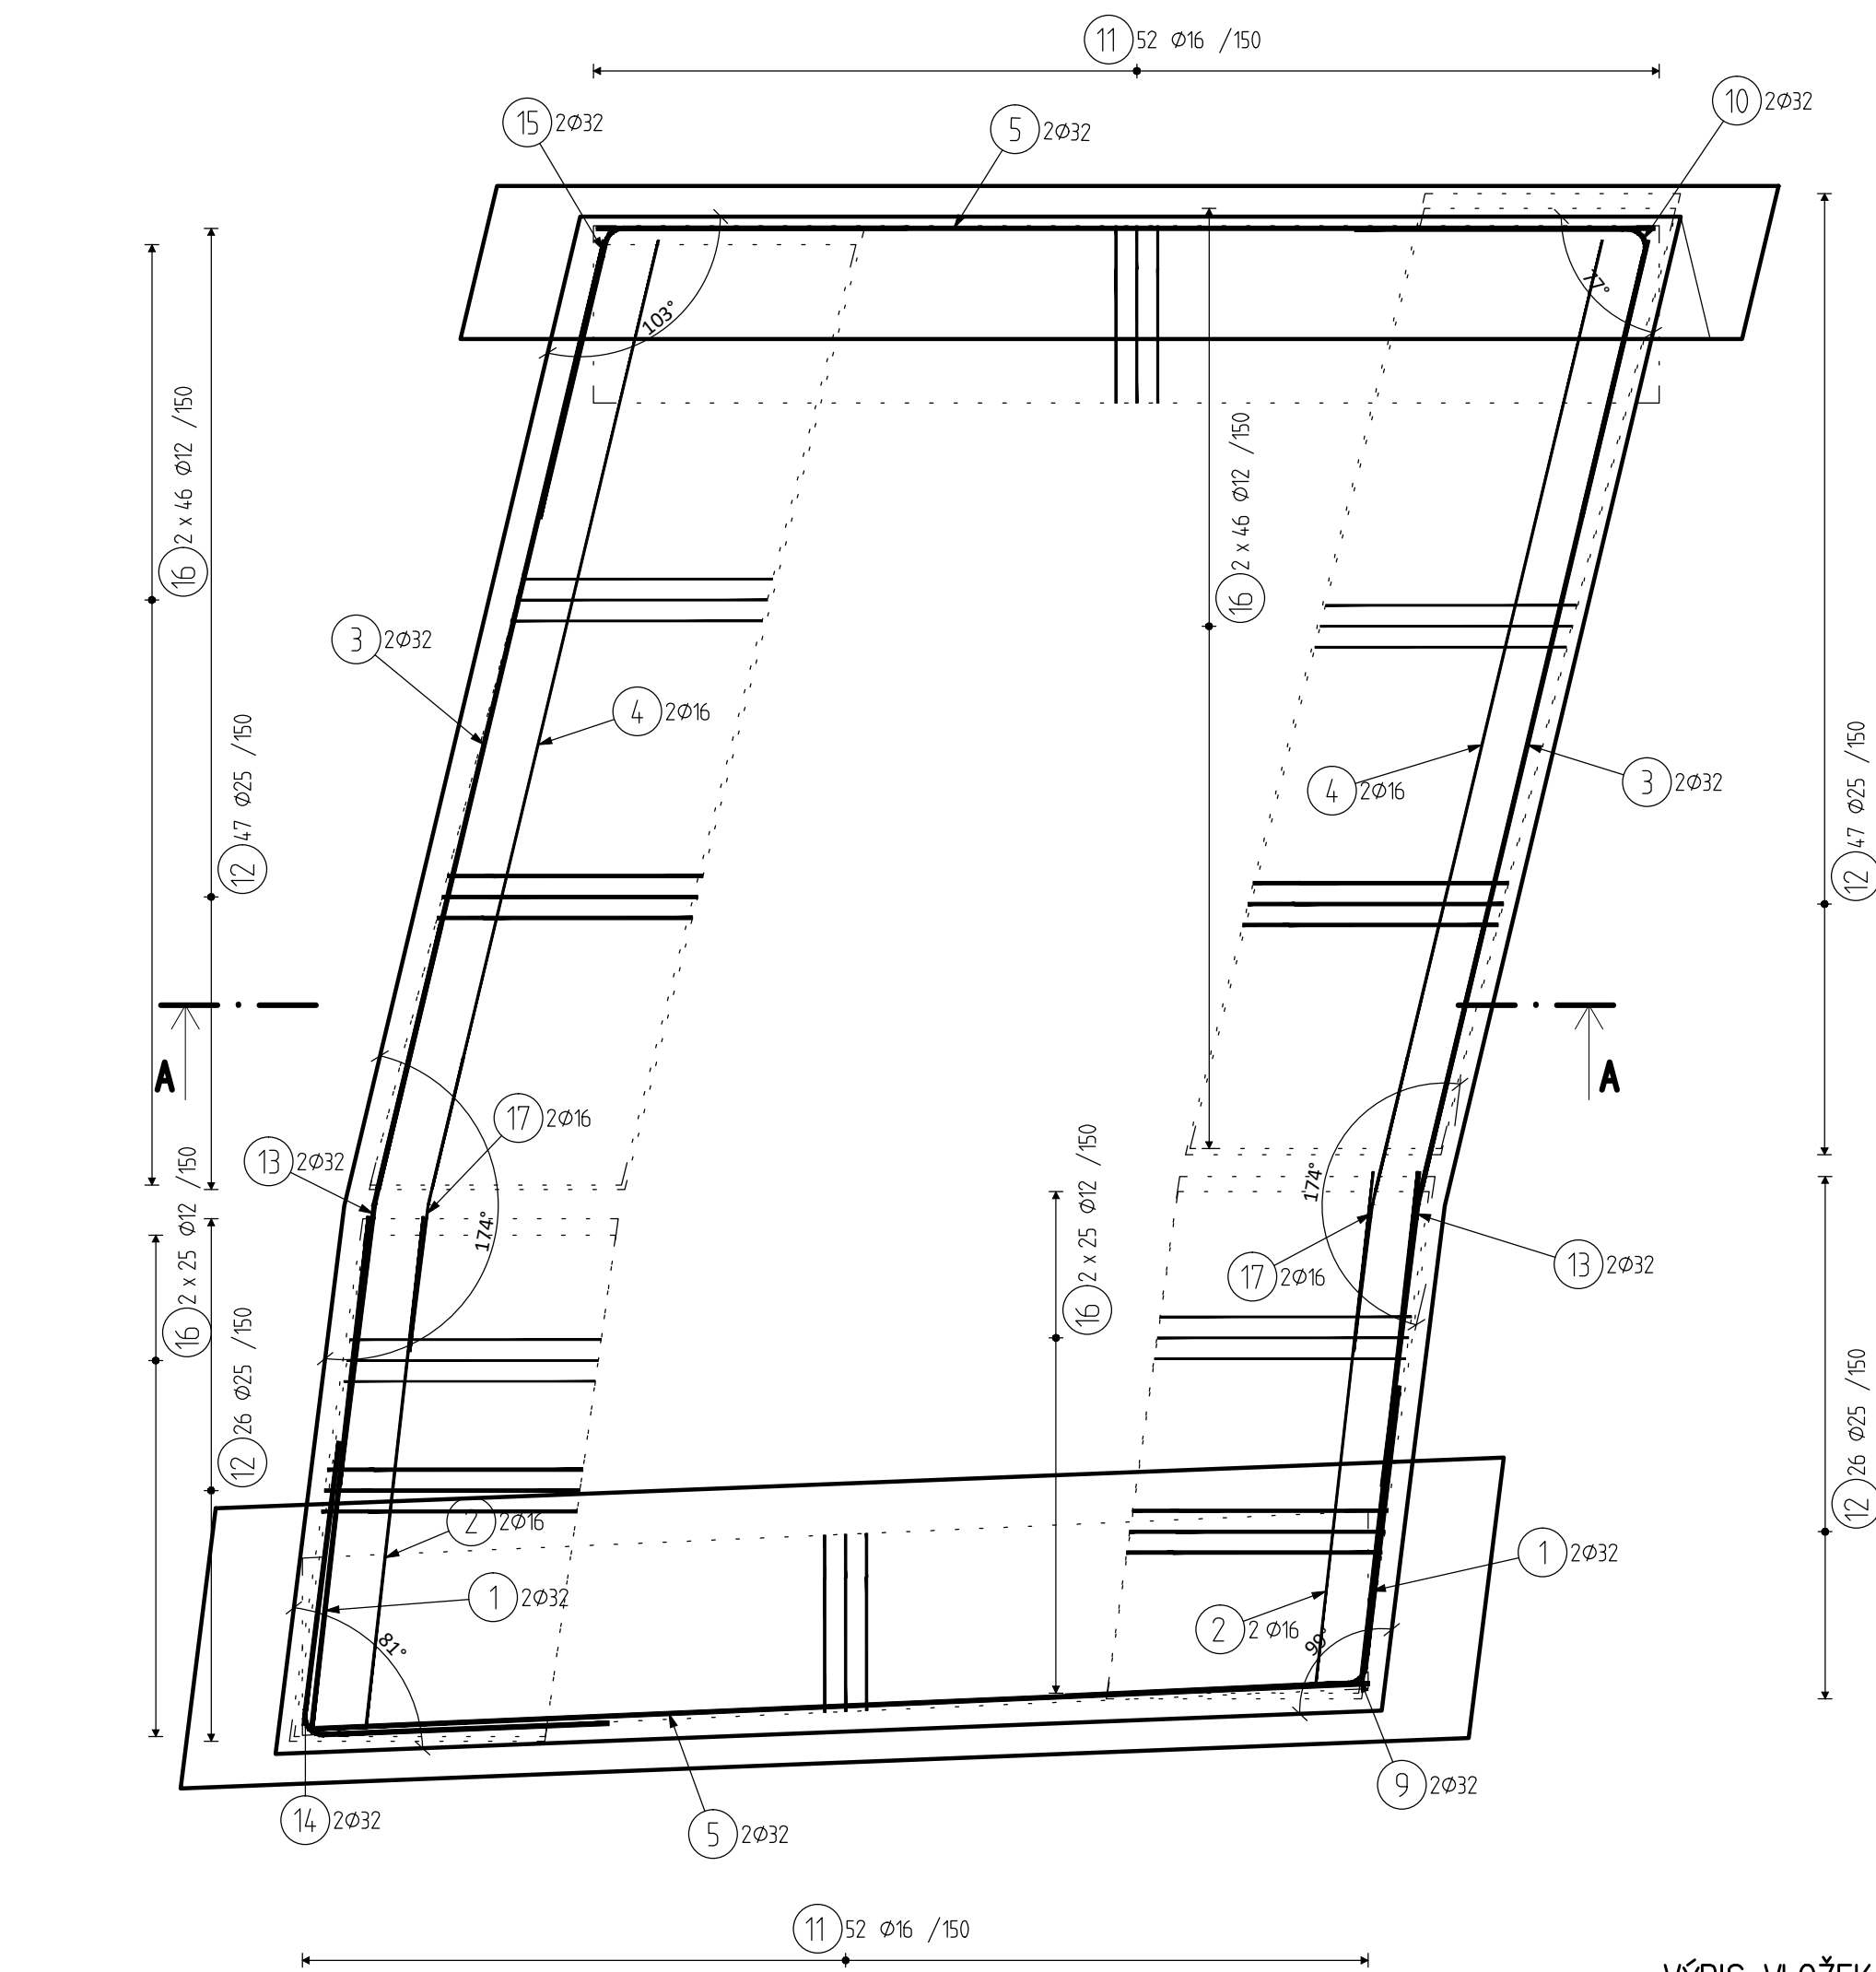 11 52 Ø16 /150
10 2Ø32
15 2Ø32
5 2Ø32
103°
77°
16 2 x 46 Ø12 /150
16 2 x 46 Ø12 /150
3 2Ø32
4 2Ø16
12 47 Ø25 /150
4 2Ø16
3 2Ø32
12 47 Ø25 /150
A
A
17 2Ø16
13 2Ø32
174°
174°
16 2 x 25 Ø12 /150
16 2 x 25 Ø12 /150
17 2Ø16
13 2Ø32
12 26 Ø25 /150
12 26 Ø25 /150
2 2Ø16
1 2Ø32
1 2Ø32
2 2 Ø16
81°
99°
14 2Ø32
5 2Ø32
9 2Ø32
11 52 Ø16 /150
VÝPIS VLOŽEK